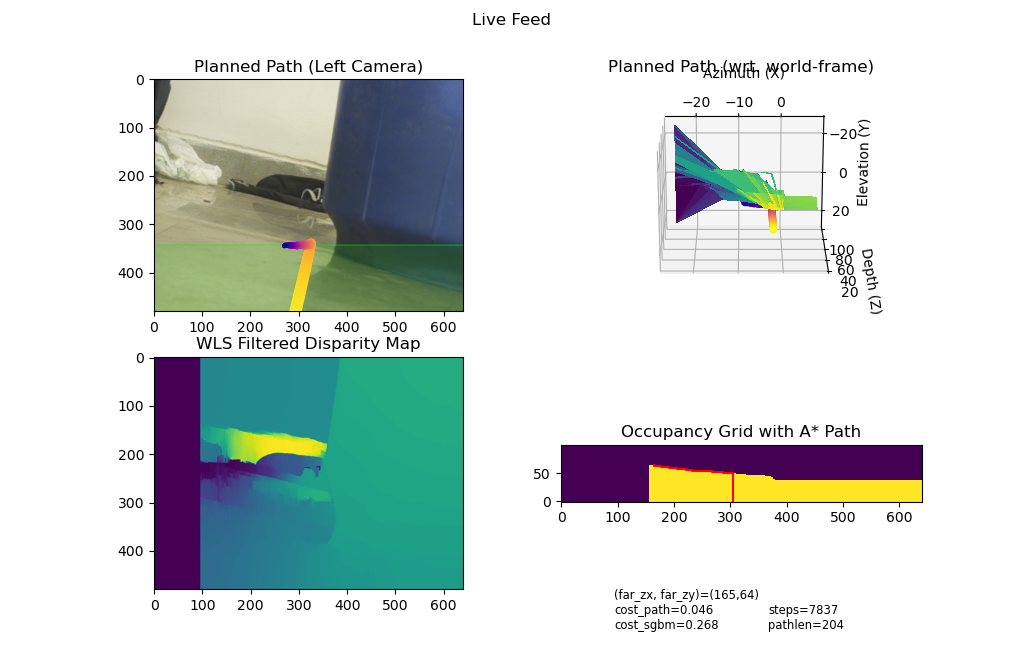 Live Feed
Planned Path (Left Camera)
0
100
200
300
400
0 100 200 300 400 500 600
Planned Path (wrt. world-frame)
Azimuth (X)
−20 −10 0
−20
0
20
Elevation (Y)
100
80
60
40
20
Depth (Z)
WLS Filtered Disparity Map
0
100
200
300
400
0 100 200 300 400 500 600
Occupancy Grid with A* Path
50
0
0 100 200 300 400 500 600
(far_zx, far_zy)=(165,64)
cost_path=0.046 steps=7837
cost_sgbm=0.268 pathlen=204